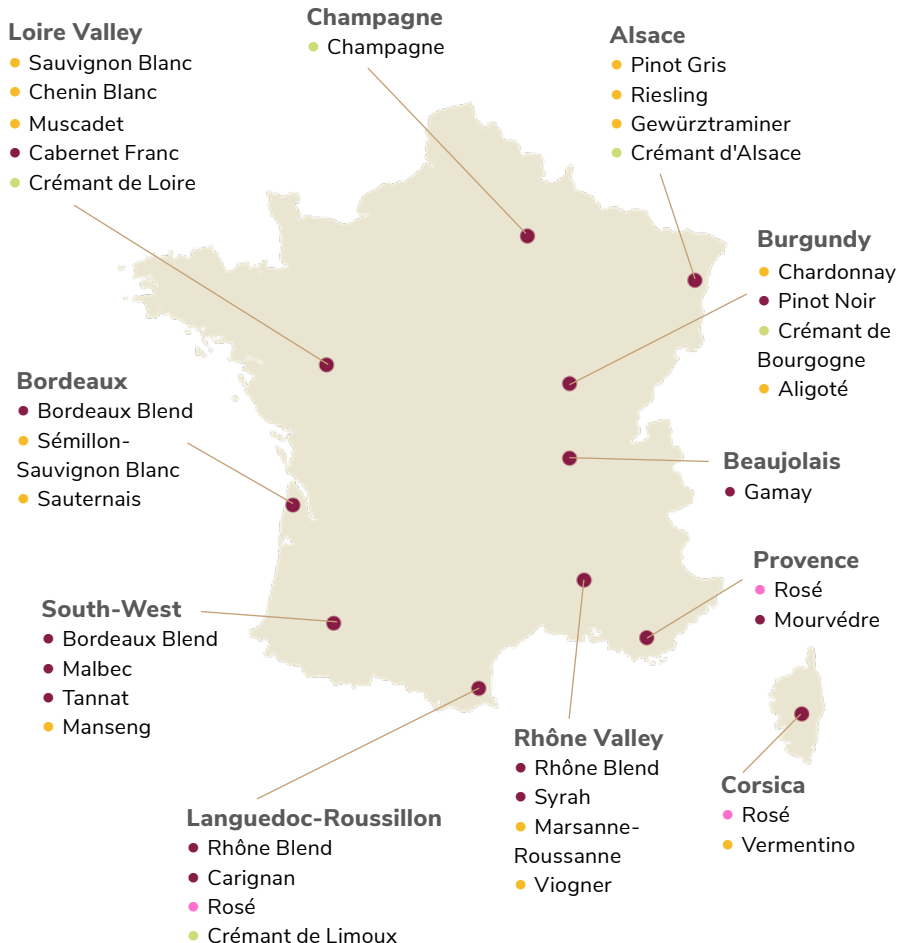 Loire Valley
Sauvignon Blanc
Chenin Blanc
Muscadet
Cabernet Franc
Crémant de Loire
Champagne
Champagne
Alsace
Pinot Gris
Riesling
Gewürztraminer
Crémant d'Alsace
Burgundy
Chardonnay
Pinot Noir
Crémant de
Bourgogne
Aligoté
Bordeaux
Bordeaux Blend
Sémillon-
Sauvignon Blanc
Sauternais
Beaujolais
Gamay
Provence
Rosé
Mourvédre
South-West
Bordeaux Blend
Malbec
Tannat
Manseng
Rhône Valley
Rhône Blend
Syrah
Marsanne-
Roussanne
Viogner
Corsica
Rosé
Vermentino
Languedoc-Roussillon
Rhône Blend
Carignan
Rosé
Crémant de Limoux